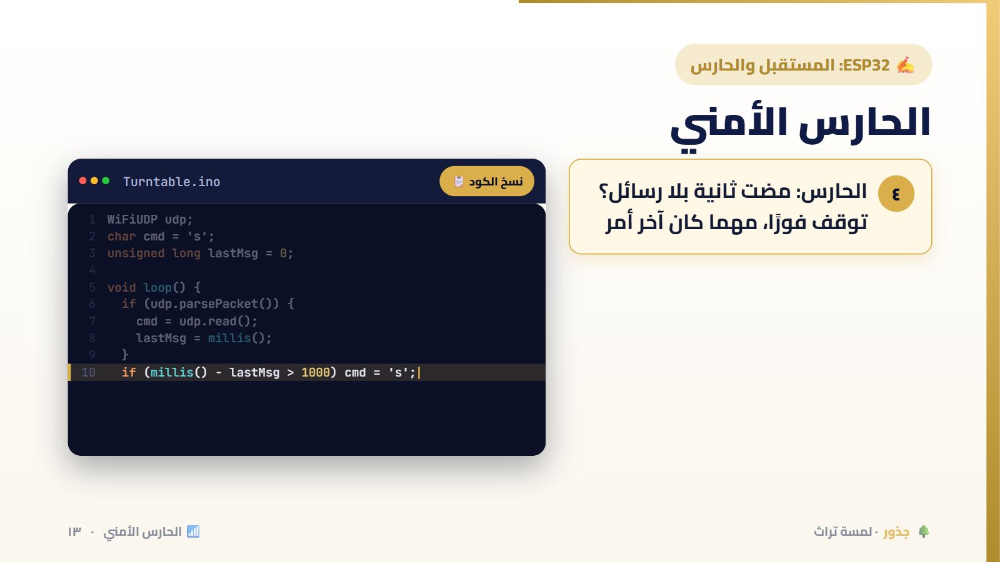 ✍️ ESP32: المستقبل والحارس
الحارس الأمني
٤
الحارس: مضت ثانية بلا رسائل؟
توقف فورًا، مهما كان آخر أمر
Turntable.ino
نسخ الكود 📋
1 WiFiUDP udp;
2 char cmd = 's';
3 unsigned long lastMsg = 0;
4
5 void loop() {
6   if (udp.parsePacket()) {
7     cmd = udp.read();
8     lastMsg = millis();
9   }
10   if (millis() - lastMsg > 1000) cmd = 's';
🌳 جذور · لمسة تراث
📊 الحارس الأمني · ١٣